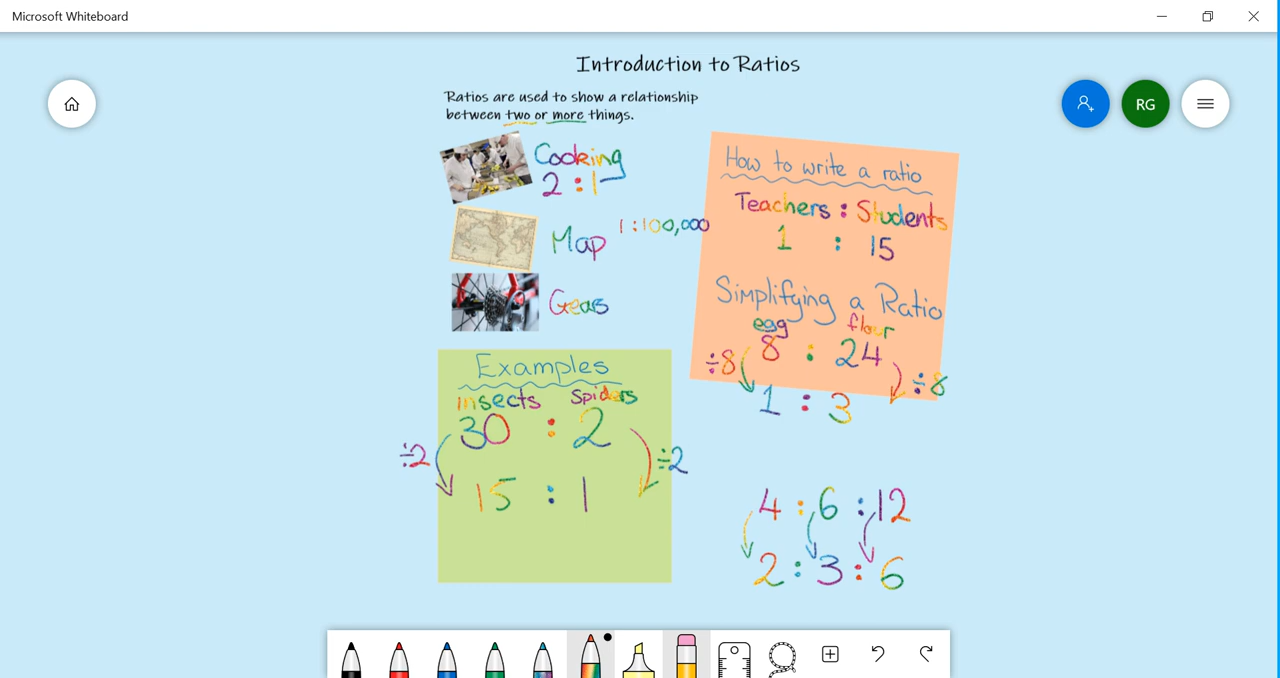 Microsoft Whiteboard
Introduction to Ratios
Ratios are used to show a relationship
between two or more things.
Cooking
2 : 1
Map 1 : 100,000
Gears
RG
How to write a ratio
Teachers : Students
1 : 15
Simplifying a Ratio
egg flour
÷8 8 : 24 ÷8
1 : 3
Examples
insects Spiders
÷2 30 : 2 ÷2
15 : 1
4 : 6 : 12
2 : 3 : 6